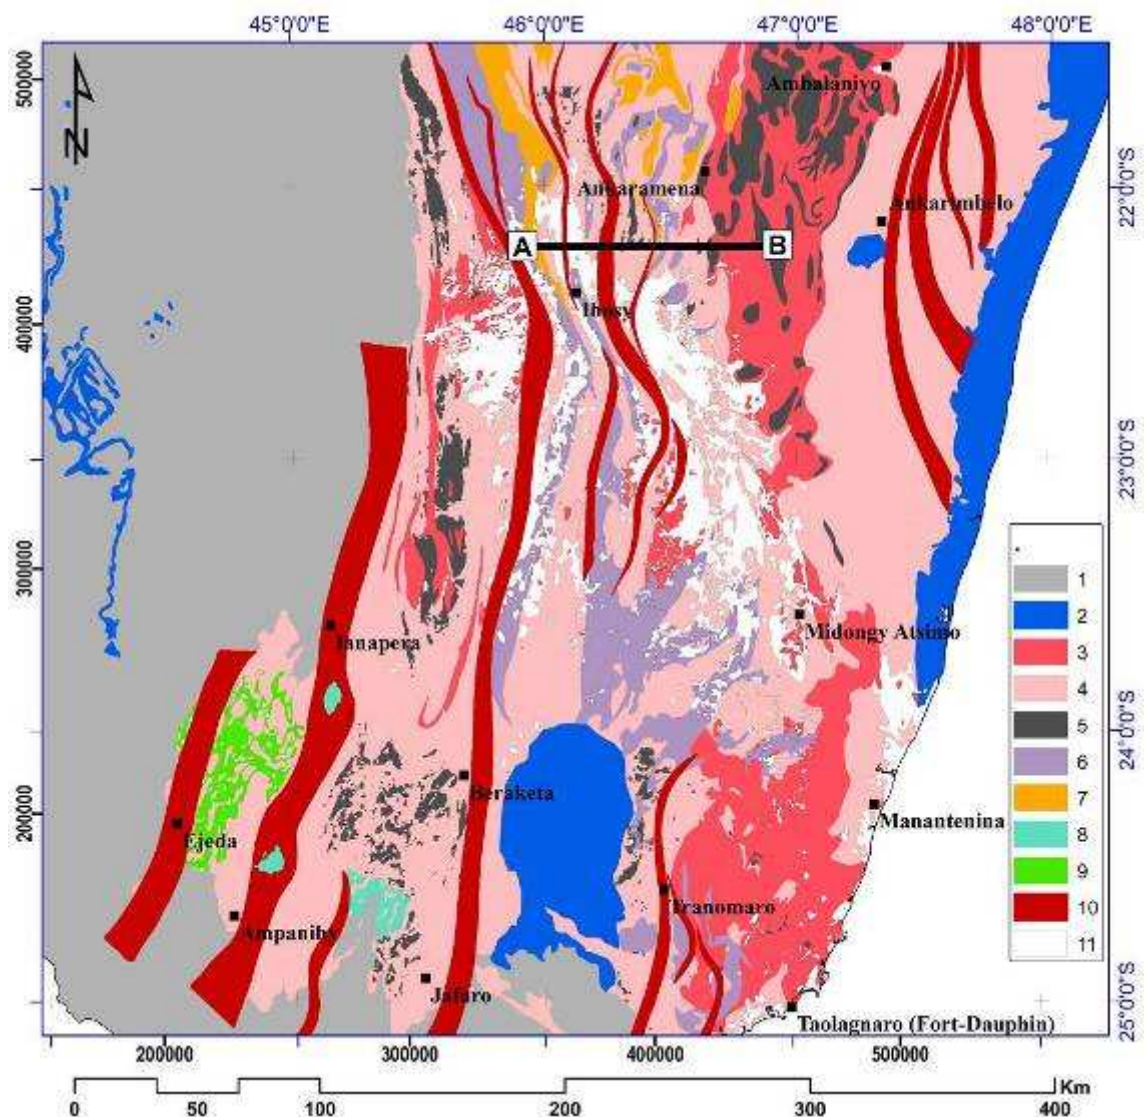 45°0'0"E 46°0'0"E 47°0'0"E 48°0'0"E
500000
400000
300000
200000
N
Ambalanivo
Ankaramena
Ankarimbelo
A
B
Ihosy
Ianapera
Midongy Atsimo
Beraketa
Ejeda
Manantenina
Tranomaro
Ampanihy
Jafaro
Taolagnaro (Fort-Dauphin)
22°0'0"S
23°0'0"S
24°0'0"S
25°0'0"S
1
2
3
4
5
6
7
8
9
10
11
200000 300000 400000 500000
0 50 100 200 300 400
Km